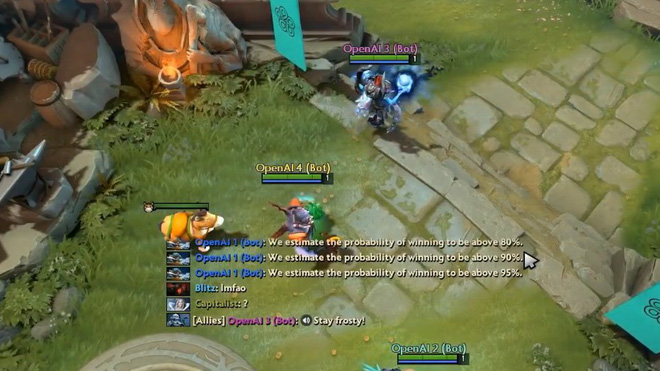 OpenAI 3 (Bot)
1
OpenAI 4 (Bot)
1
OpenAI 1 (Bot): We estimate the probability of winning to be above 80%.
OpenAI 1 (Bot): We estimate the probability of winning to be above 90%.
OpenAI 1 (Bot): We estimate the probability of winning to be above 95%.
Blitz: lmfao
Capitalist: ?
[Allies] OpenAI 3 (Bot): Stay frosty!
OpenAI 2 (Bot)
1